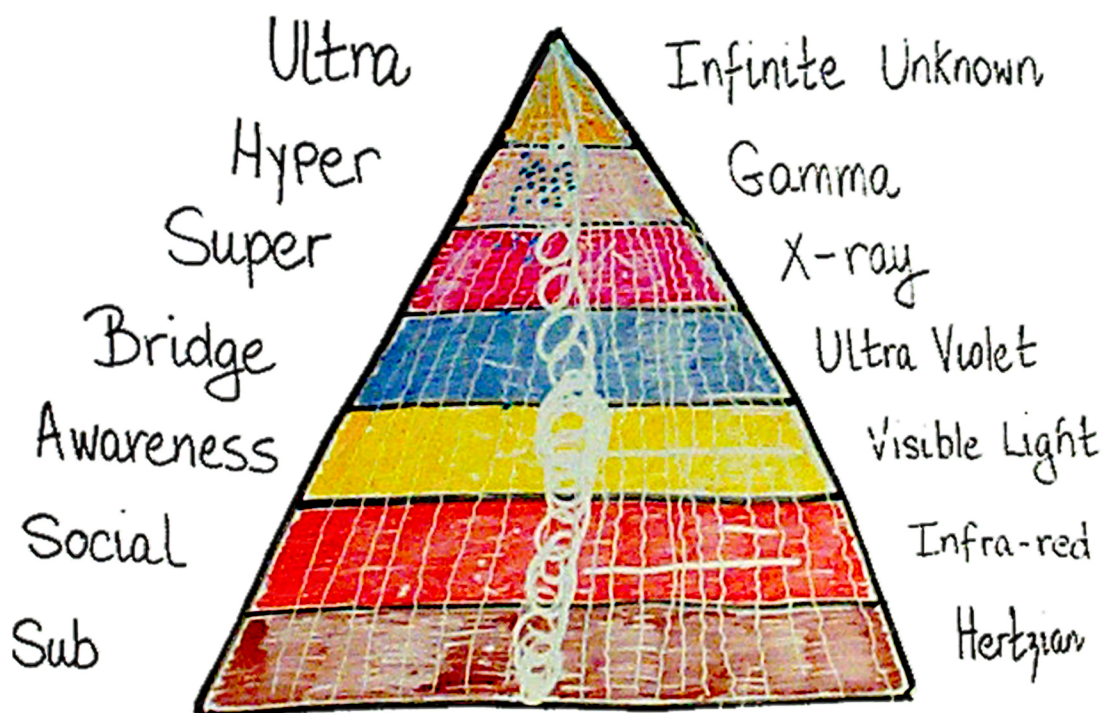 Ultra Infinite Unknown
Hyper Gamma
Super X-ray
Bridge Ultra Violet
Awareness Visible Light
Social Infra-red
Sub Hertzian